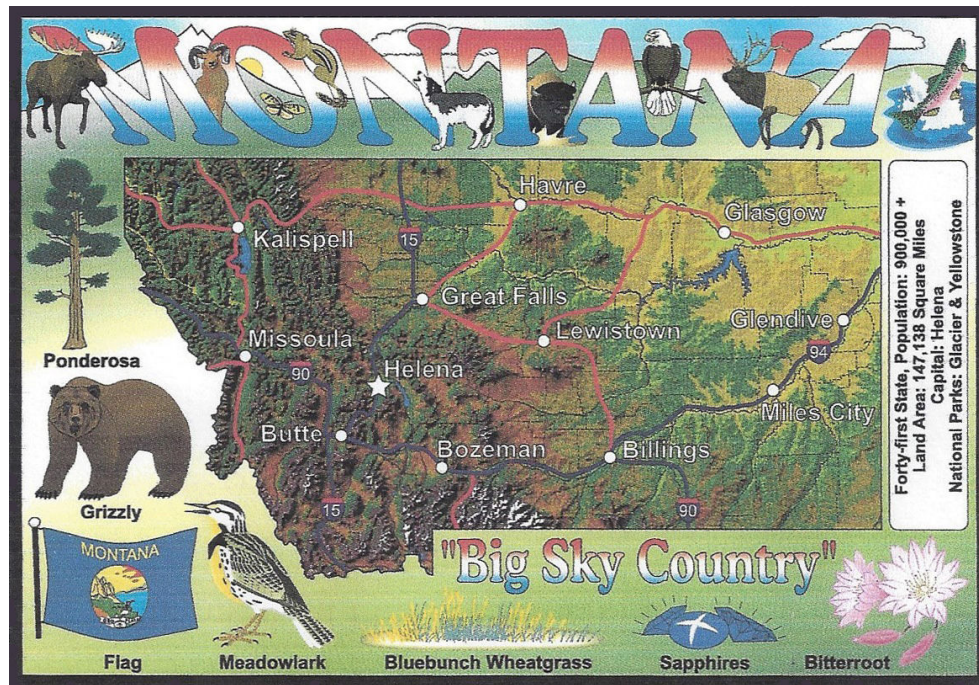 MONTANA
Havre
Glasgow
Kalispell
15
Great Falls
Glendive
Lewistown
Missoula
94
90
Helena
Miles City
Butte
Bozeman
Billings
15
90
Forty-first State, Population: 900,000 +
Land Area: 147,138 Square Miles
Capital: Helena
National Parks: Glacier & Yellowstone
Ponderosa
Grizzly
MONTANA
"Big Sky Country"
Flag
Meadowlark
Bluebunch Wheatgrass
Sapphires
Bitterroot